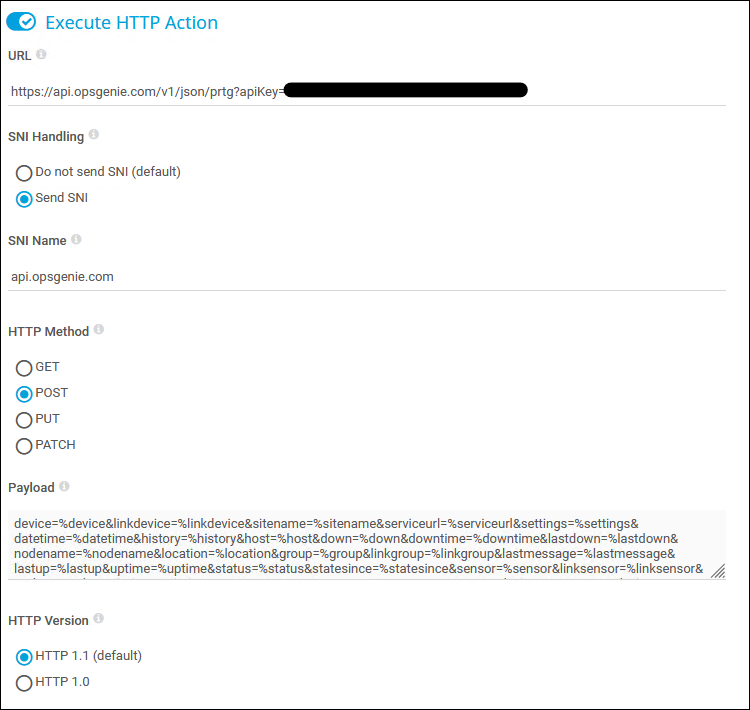 Execute HTTP Action
URL
https://api.opsgenie.com/v1/json/prtg?apiKey=
SNI Handling
Do not send SNI (default)
Send SNI
SNI Name
api.opsgenie.com
HTTP Method
GET
POST
PUT
PATCH
Payload
device=%device&linkdevice=%linkdevice&sitename=%sitename&serviceurl=%serviceurl&settings=%settings&
datetime=%datetime&history=%history&host=%host&down=%down&downtime=%downtime&lastdown=%lastdown&
nodename=%nodename&location=%location&group=%group&linkgroup=%linkgroup&lastmessage=%lastmessage&
lastup=%lastup&uptime=%uptime&status=%status&statesince=%statesince&sensor=%sensor&linksensor=%linksensor&
HTTP Version
HTTP 1.1 (default)
HTTP 1.0